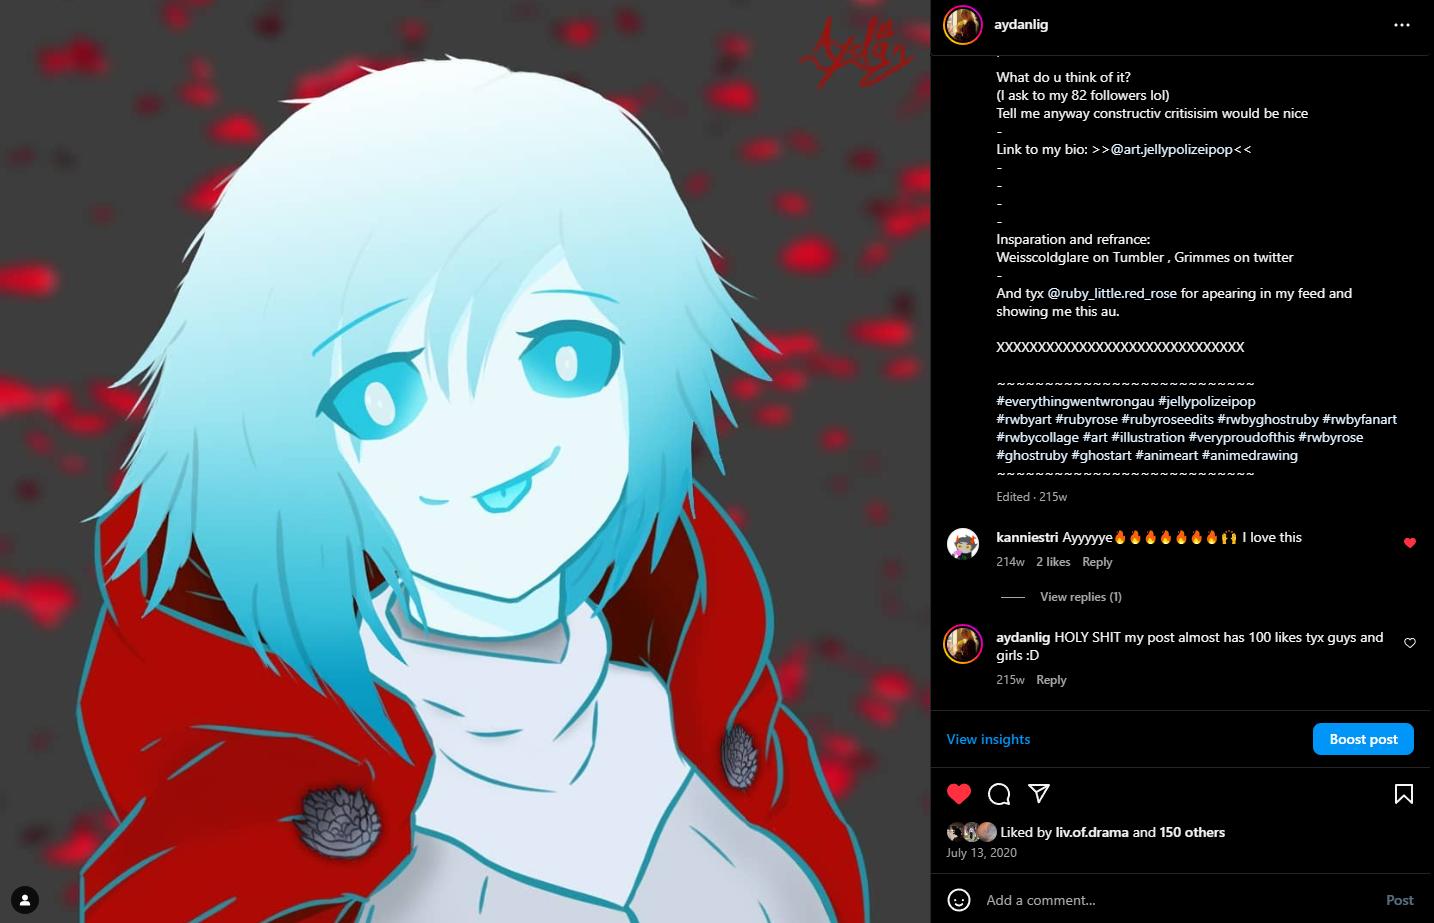 Aydan
aydanlig
What do u think of it?
(I ask to my 82 followers lol)
Tell me anyway constructiv critisisim would be nice
-
Link to my bio: >>@art.jellypolizeipop<<
-
-
-
-
Insparation and refrance:
Weisscoldglare on Tumbler , Grimmes on twitter
-
And tyx @ruby_little.red_rose for apearing in my feed and
showing me this au.
XXXXXXXXXXXXXXXXXXXXXXXXXXXXXX
~~~~~~~~~~~~~~~~~~~~~~~~~~~
#everythingwentwrongau #jellypolizeipop
#rwbyart #rubyrose #rubyroseedits #rwbyghostruby #rwbyfanart
#rwbycollage #art #illustration #veryproudofthis #rwbyrose
#ghostruby #ghostart #animeart #animedrawing
~~~~~~~~~~~~~~~~~~~~~~~~~~~
Edited · 215w
kanniestri Ayyyyye🔥🔥🔥🔥🔥🔥🔥🙌 I love this
214w 2 likes Reply
View replies (1)
aydanlig HOLY SHIT my post almost has 100 likes tyx guys and
girls :D
215w Reply
View insights
Boost post
Liked by liv.of.drama and 150 others
July 13, 2020
Add a comment...
Post